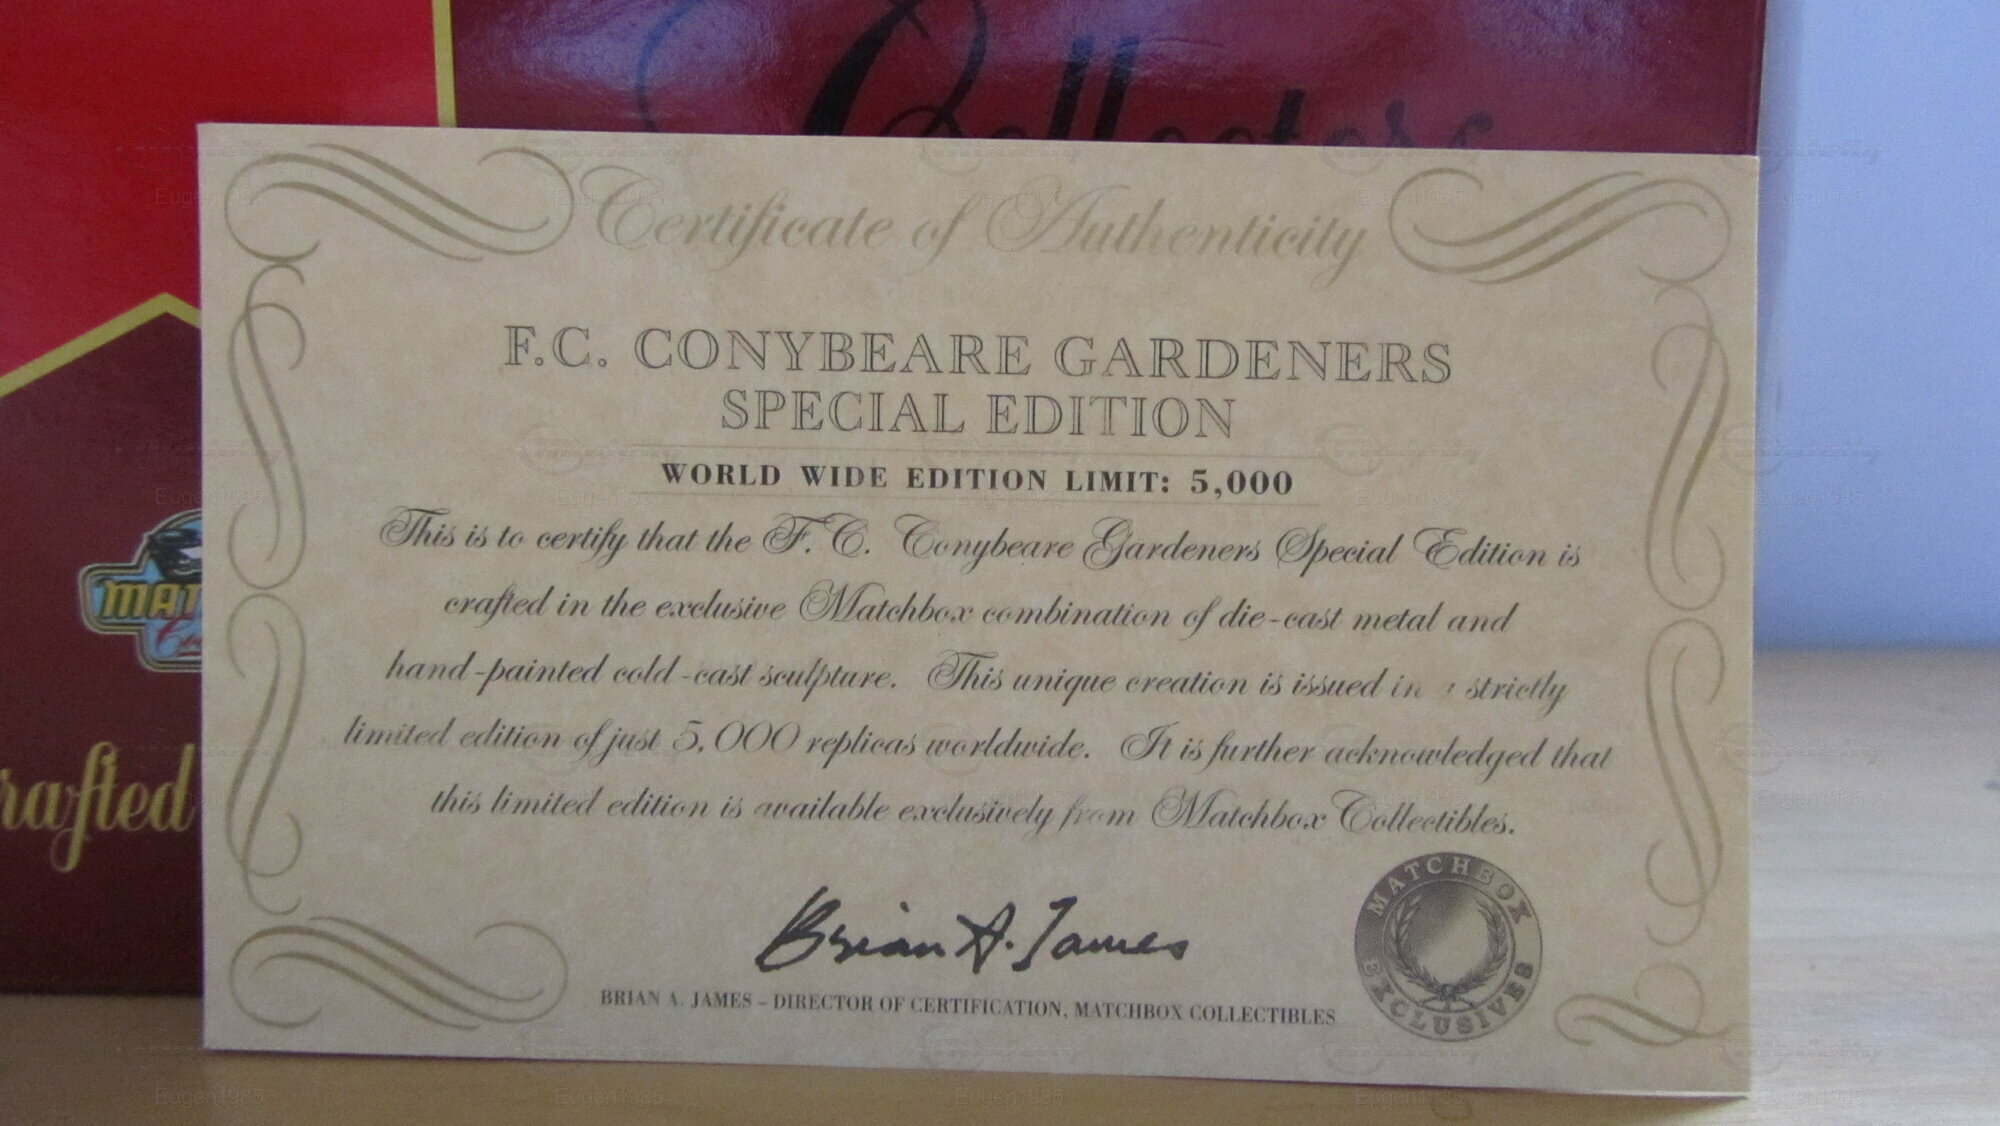 Collectors
Certificate of Authenticity
F.C. CONYBEARE GARDENERS
SPECIAL EDITION
WORLD WIDE EDITION LIMIT: 5,000
This is to certify that the F. C. Conybeare Gardeners Special Edition is
crafted in the exclusive Matchbox combination of die-cast metal and
hand-painted cold-cast sculpture. This unique creation is issued in strictly
limited edition of just 5,000 replicas worldwide. It is further acknowledged that
this limited edition is available exclusively from Matchbox Collectibles.
Brian A. James
BRIAN A. JAMES – DIRECTOR OF CERTIFICATION, MATCHBOX COLLECTIBLES
MATCHBOX
EXCLUSIVES
MAT
rafted
Eugen1985